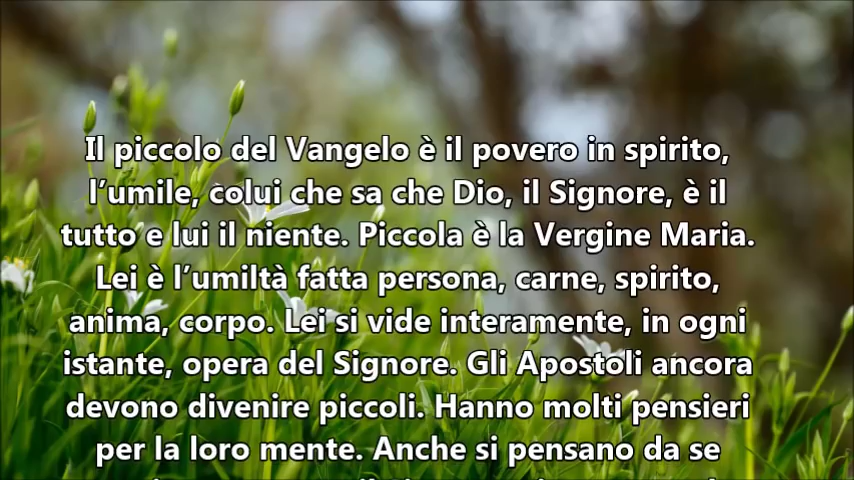 Il piccolo del Vangelo è il povero in spirito,
l’umile, colui che sa che Dio, il Signore, è il
tutto e lui il niente. Piccola è la Vergine Maria.
Lei è l’umiltà fatta persona, carne, spirito,
anima, corpo. Lei si vide interamente, in ogni
istante, opera del Signore. Gli Apostoli ancora
devono divenire piccoli. Hanno molti pensieri
per la loro mente. Anche si pensano da se